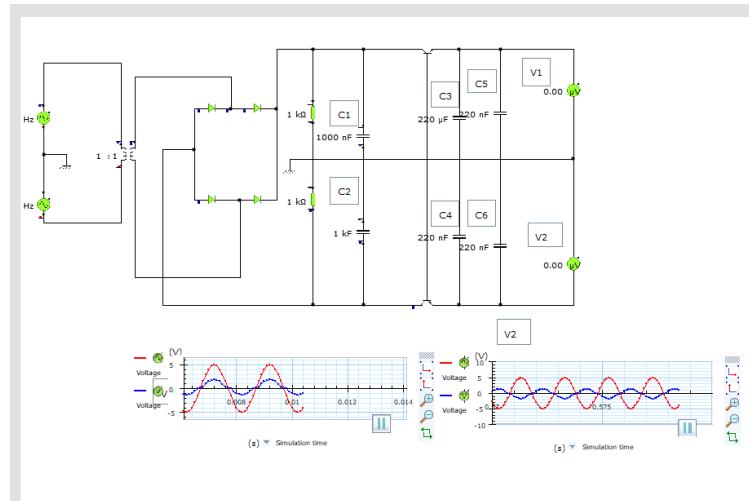 V1
C5
C3
0.00 µV
Hz
1 kΩ
C1
220 µF
220 nF
1000 nF
1 : 1
C2
1 kΩ
Hz
C4
C6
1 kF
220 nF
220 nF
V2
0.00 µV
V2
(V)
5
Voltage
0
Voltage
-5
0.008
0.01
0.012
0.014
(s)
Simulation time
(V)
10
5
Voltage
0
Voltage
-5
-10
0.575
(s)
Simulation time